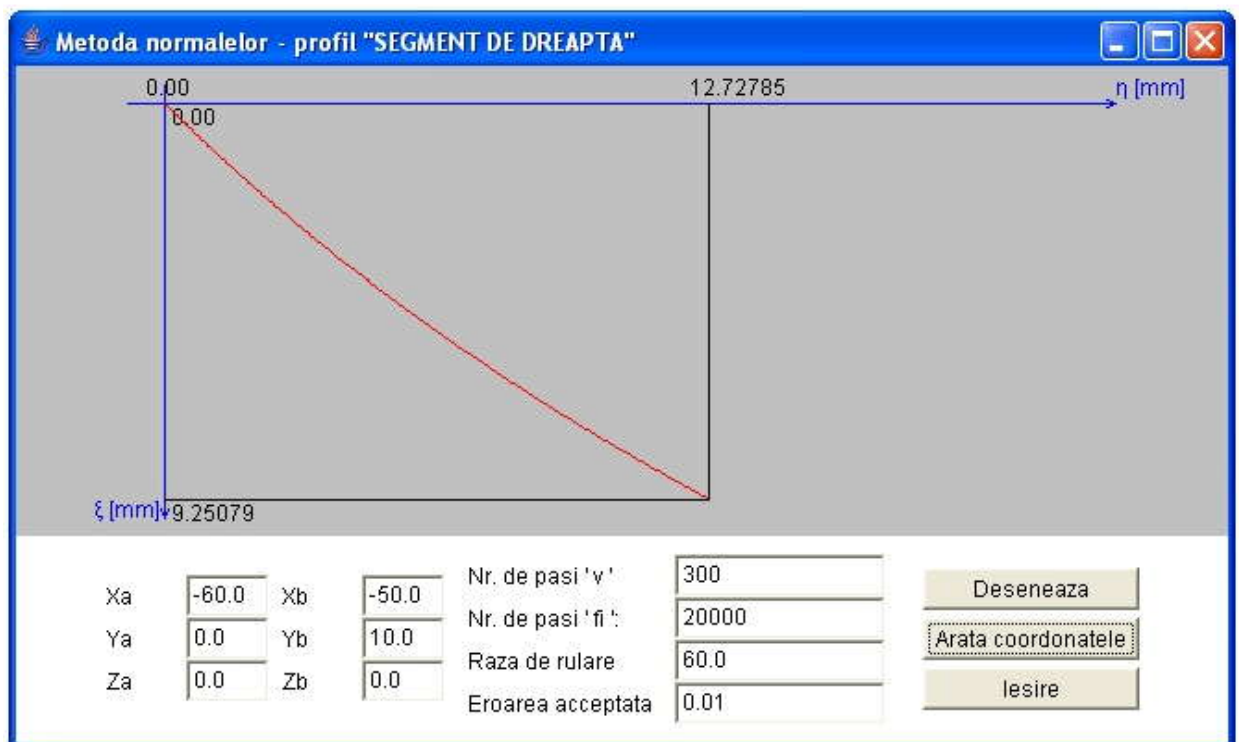 Metoda normalelor - profil "SEGMENT DE DREAPTA"
0.00 12.72785 η [mm]
0.00
ξ [mm] 9.25079
Xa -60.0 Xb -50.0
Ya 0.0 Yb 10.0
Za 0.0 Zb 0.0
Nr. de pasi 'v' 300
Nr. de pasi 'fi': 20000
Raza de rulare 60.0
Eroarea acceptata 0.01
Deseneaza
Arata coordonatele
Iesire